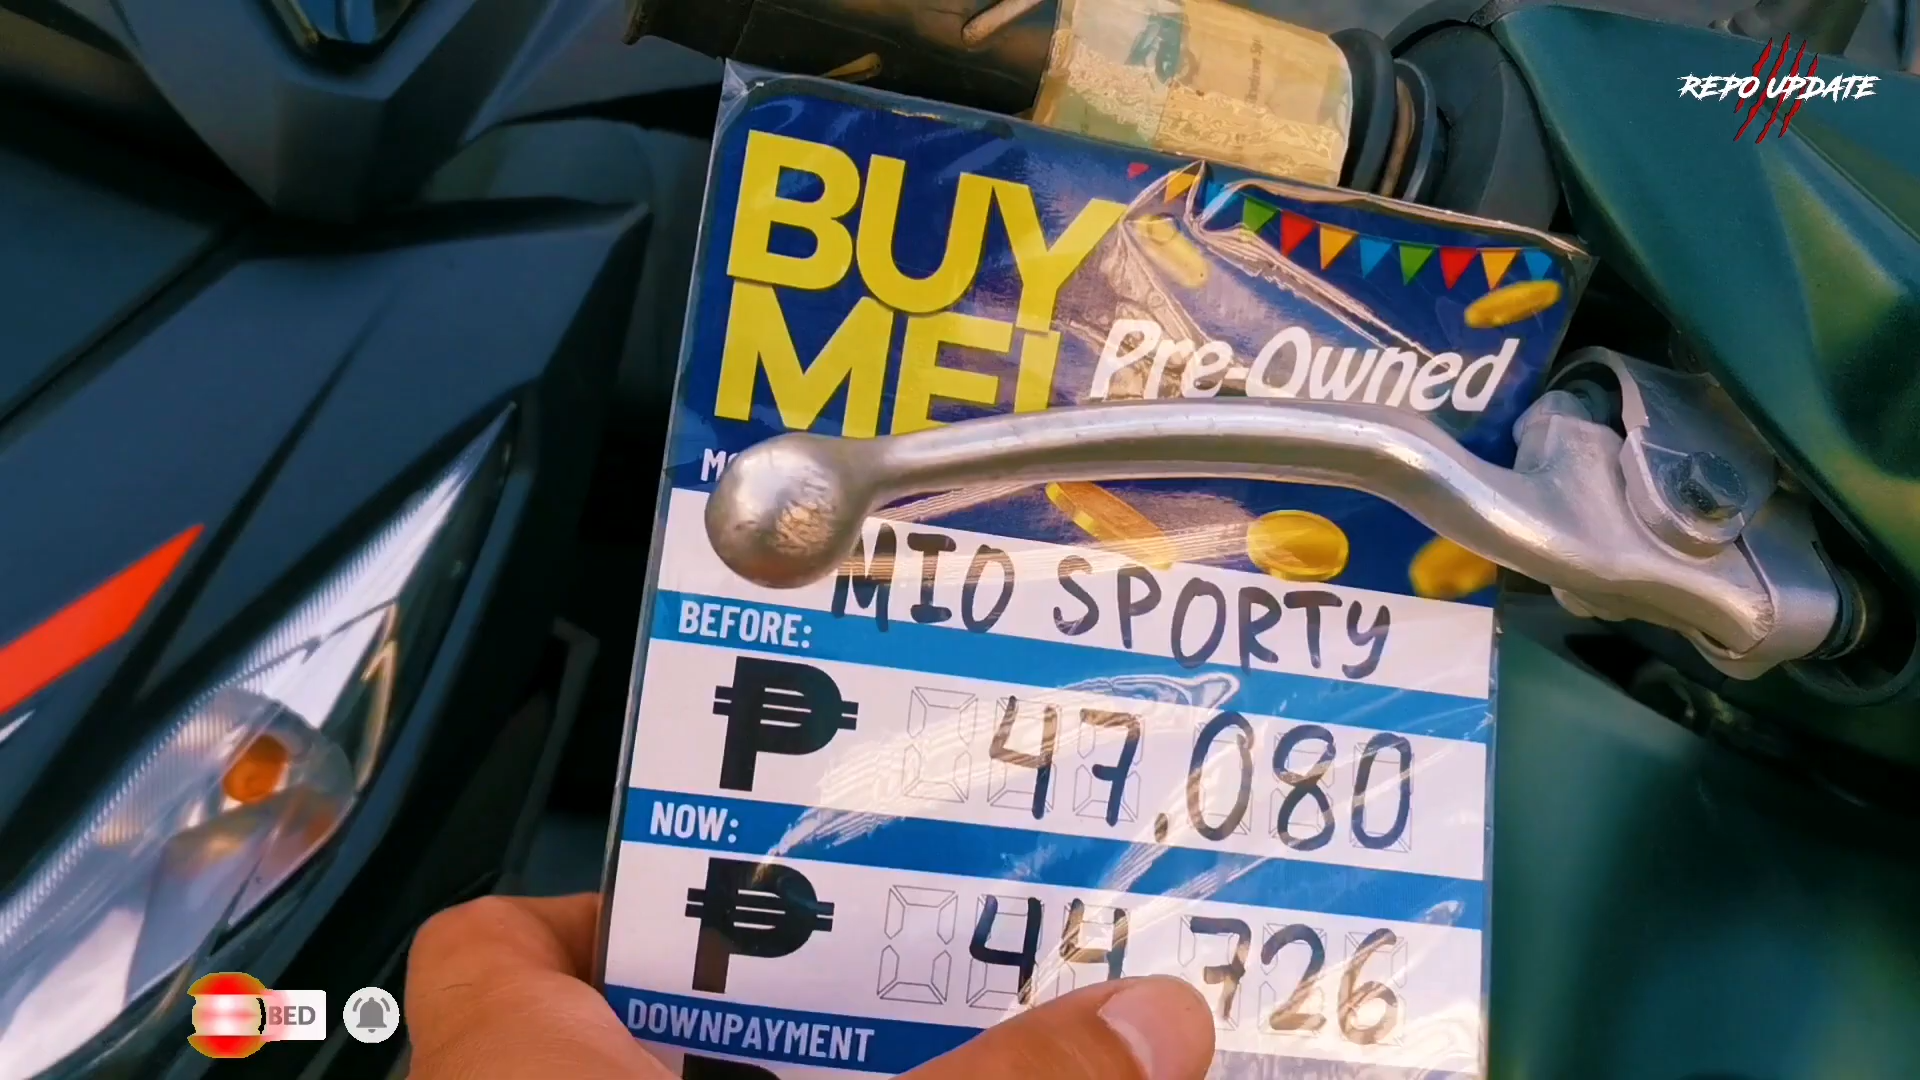 REPO UPDATE
BUY
ME!
Pre-Owned
MIO SPORTY
BEFORE:
₱ 47.080
NOW:
₱ 44 726
DOWNPAYMENT
BED